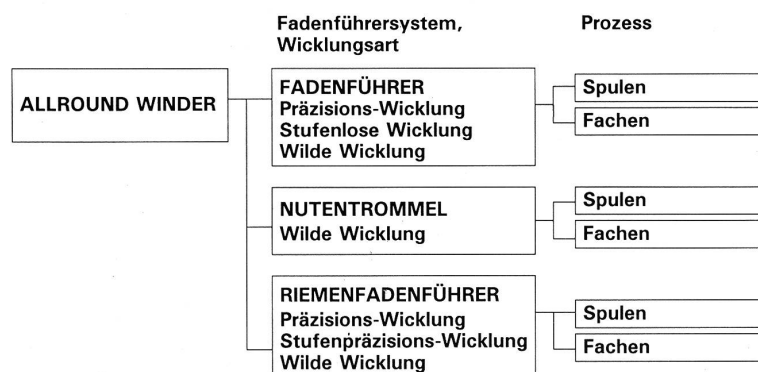 Fadenführersystem,
Wicklungsart
Prozess
ALLROUND WINDER
FADENFÜHRER
Präzisions-Wicklung
Stufenlose Wicklung
Wilde Wicklung
Spulen
Fachen
NUTENTROMMEL
Wilde Wicklung
Spulen
Fachen
RIEMENFADENFÜHRER
Präzisions-Wicklung
Stufenpräzisions-Wicklung
Wilde Wicklung
Spulen
Fachen